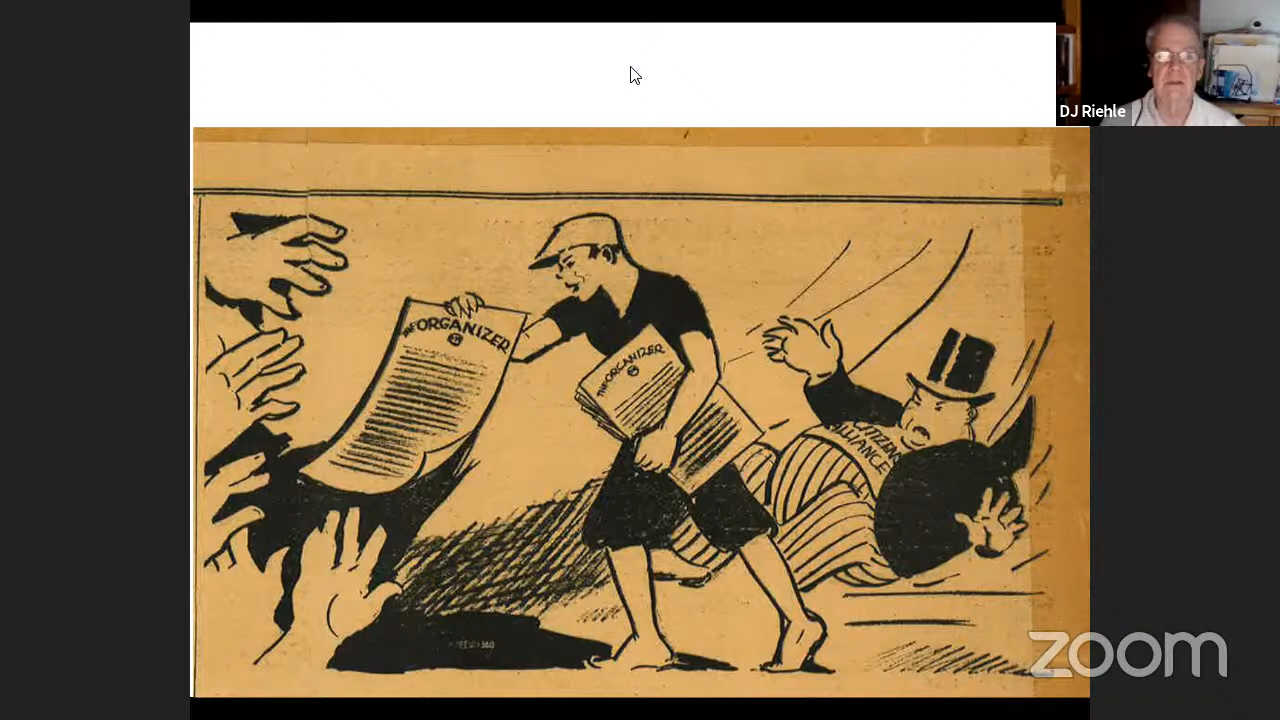 DJ Riehle
THE ORGANIZER
THE ORGANIZER
CITIZENS
ALLIANCE
zoom